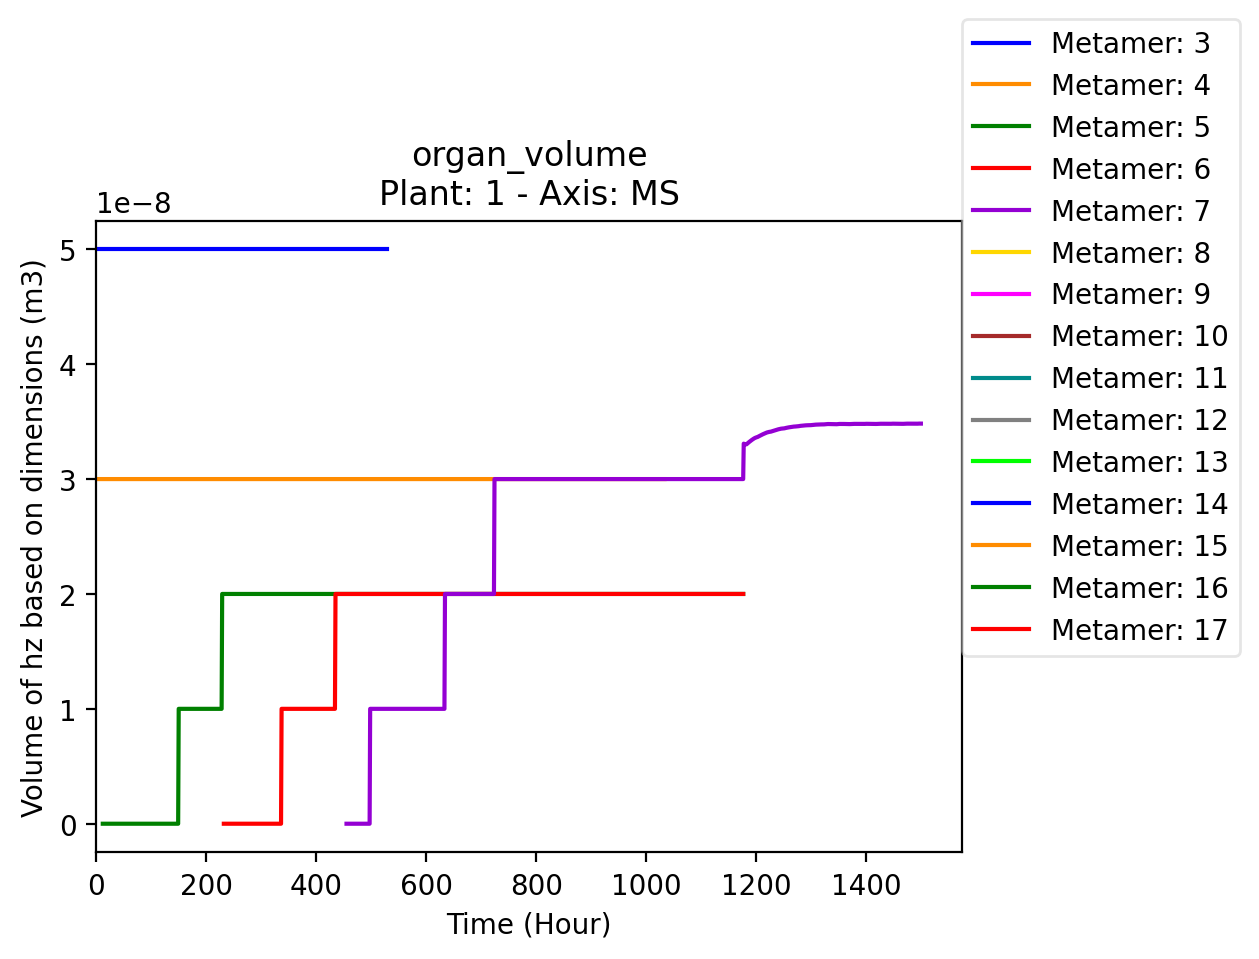 organ_volume
Plant: 1 - Axis: MS
1e−8
5
4
3
2
1
0
Volume of hz based on dimensions (m3)
0 200 400 600 800 1000 1200 1400
Time (Hour)
Metamer: 3
Metamer: 4
Metamer: 5
Metamer: 6
Metamer: 7
Metamer: 8
Metamer: 9
Metamer: 10
Metamer: 11
Metamer: 12
Metamer: 13
Metamer: 14
Metamer: 15
Metamer: 16
Metamer: 17